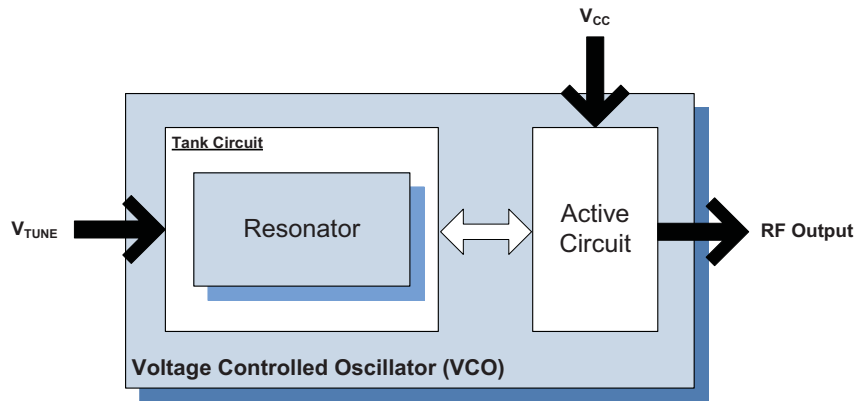 VCC
Tank Circuit
Resonator
VTUNE
Active
Circuit
RF Output
Voltage Controlled Oscillator (VCO)